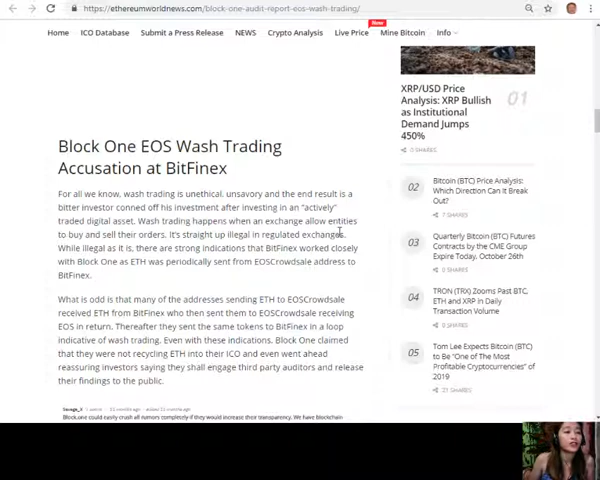 https://ethereumworldnews.com/block-one-audit-report-eos-wash-trading/
New
Home ICO Database Submit a Press Release NEWS Crypto Analysis Live Price Mine Bitcoin Info
Block One EOS Wash Trading
Accusation at BitFinex
For all we know, wash trading is unethical, unsavory and the end result is a
bitter investor conned off his investment after investing in an “actively”
traded digital asset. Wash trading happens when an exchange allow entities
to buy and sell their orders. It’s straight up illegal in regulated exchanges.
While illegal as it is, there are strong indications that BitFinex worked closely
with Block One as ETH was periodically sent from EOSCrowdsale address to
BitFinex.
What is odd is that many of the addresses sending ETH to EOSCrowdsale
received ETH from BitFinex who then sent them to EOSCrowdsale receiving
EOS in return. Thereafter they sent the same tokens to BitFinex in a loop
indicative of wash trading. Even with these indications, Block One claimed
that they were not recycling ETH into their ICO and even went ahead
reassuring investors saying they shall engage third party auditors and release
their findings to the public.
Block.one could easily crush all rumors completely if they would increase their transparency. We have blockchain
XRP/USD Price
Analysis: XRP Bullish
as Institutional
Demand Jumps
450%
01
0 SHARES
02
Bitcoin (BTC) Price Analysis:
Which Direction Can It Break
Out?
7 SHARES
03
Quarterly Bitcoin (BTC) Futures
Contracts by the CME Group
Expire Today, October 26th
0 SHARES
04
TRON (TRX) Zooms Past BTC,
ETH and XRP in Daily
Transaction Volume
0 SHARES
05
Tom Lee Expects Bitcoin (BTC)
to Be “One of The Most
Profitable Cryptocurrencies” of
2019
21 SHARES